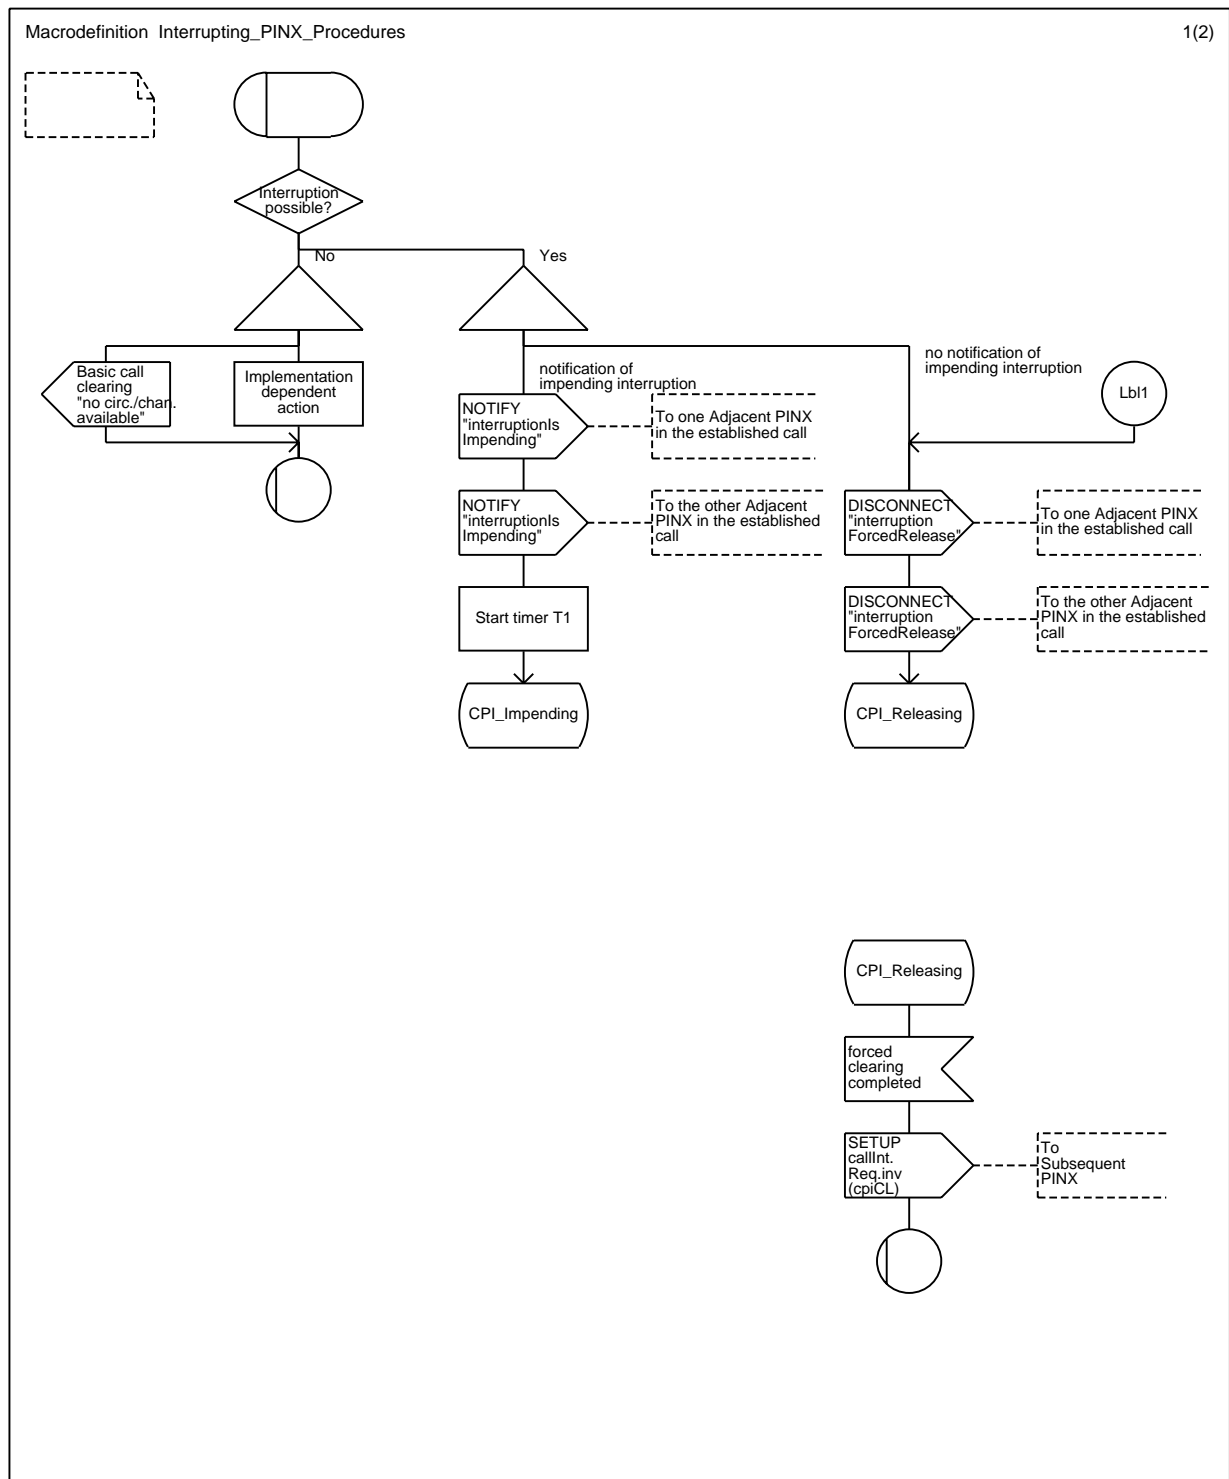 Macrodefinition Interrupting_PINX_Procedures
1(2)
Interruption
possible?
No
Yes
Basic call
clearing
"no circ./chan.
available"
Implementation
dependent
action
notification of
impending interruption
no notification of
impending interruption
Lbl1
NOTIFY
"interruptionIs
Impending"
To one Adjacent PINX
in the established call
NOTIFY
"interruptionIs
Impending"
To the other Adjacent
PINX in the established
call
DISCONNECT
"interruption
ForcedRelease"
To one Adjacent PINX
in the established call
Start timer T1
DISCONNECT
"interruption
ForcedRelease"
To the other Adjacent
PINX in the established
call
CPI_Impending
CPI_Releasing
CPI_Releasing
forced
clearing
completed
SETUP
callInt.
Req.inv
(cpiCL)
To
Subsequent
PINX